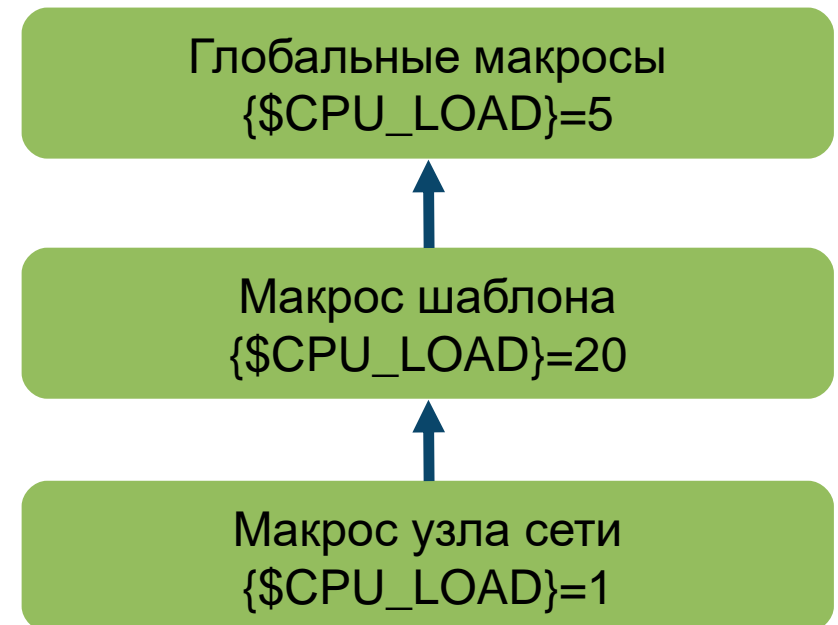 Глобальные макросы
{$CPU_LOAD}=5
Макрос шаблона
{$CPU_LOAD}=20
Макрос узла сети
{$CPU_LOAD}=1